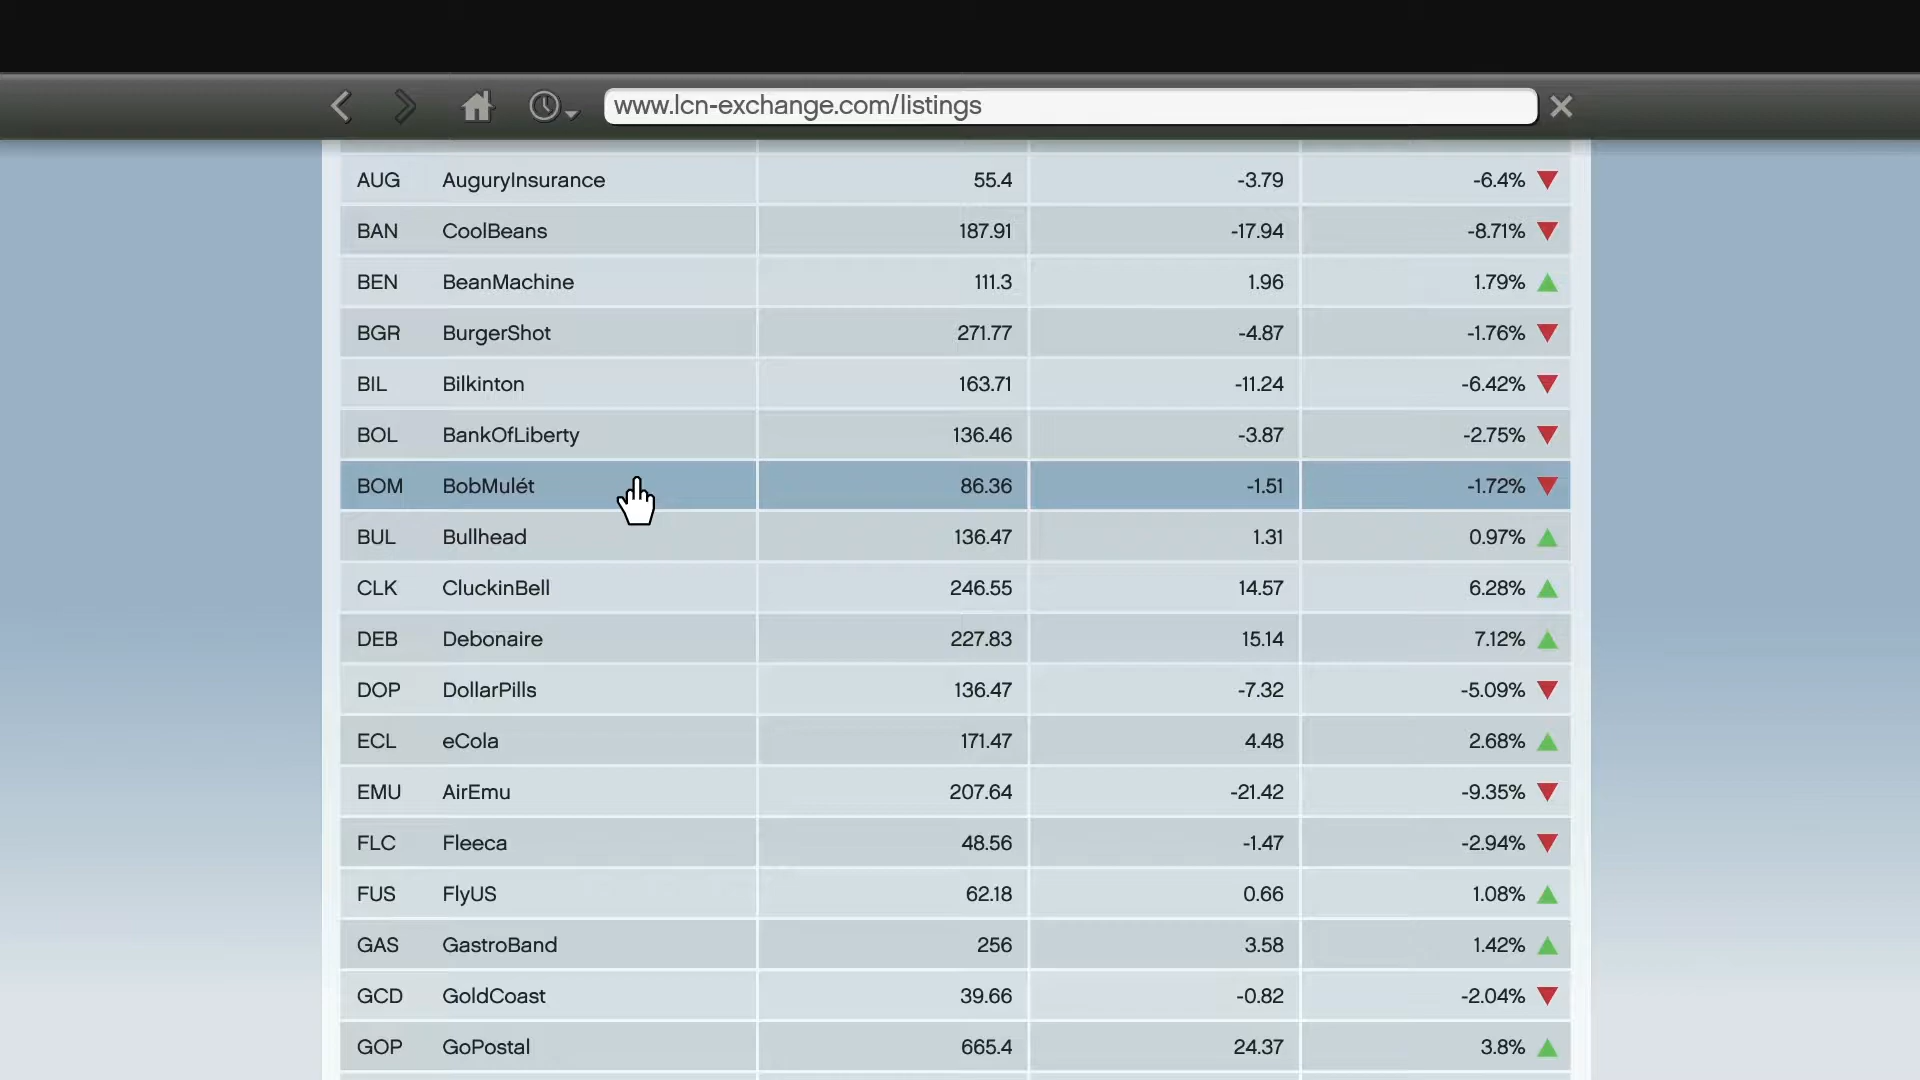 www.lcn-exchange.com/listings
AUG AuguryInsurance 55.4 -3.79 -6.4%
BAN CoolBeans 187.91 -17.94 -8.71%
BEN BeanMachine 111.3 1.96 1.79%
BGR BurgerShot 271.77 -4.87 -1.76%
BIL Bilkinton 163.71 -11.24 -6.42%
BOL BankOfLiberty 136.46 -3.87 -2.75%
BOM BobMulét 86.36 -1.51 -1.72%
BUL Bullhead 136.47 1.31 0.97%
CLK CluckinBell 246.55 14.57 6.28%
DEB Debonaire 227.83 15.14 7.12%
DOP DollarPills 136.47 -7.32 -5.09%
ECL eCola 171.47 4.48 2.68%
EMU AirEmu 207.64 -21.42 -9.35%
FLC Fleeca 48.56 -1.47 -2.94%
FUS FlyUS 62.18 0.66 1.08%
GAS GastroBand 256 3.58 1.42%
GCD GoldCoast 39.66 -0.82 -2.04%
GOP GoPostal 665.4 24.37 3.8%